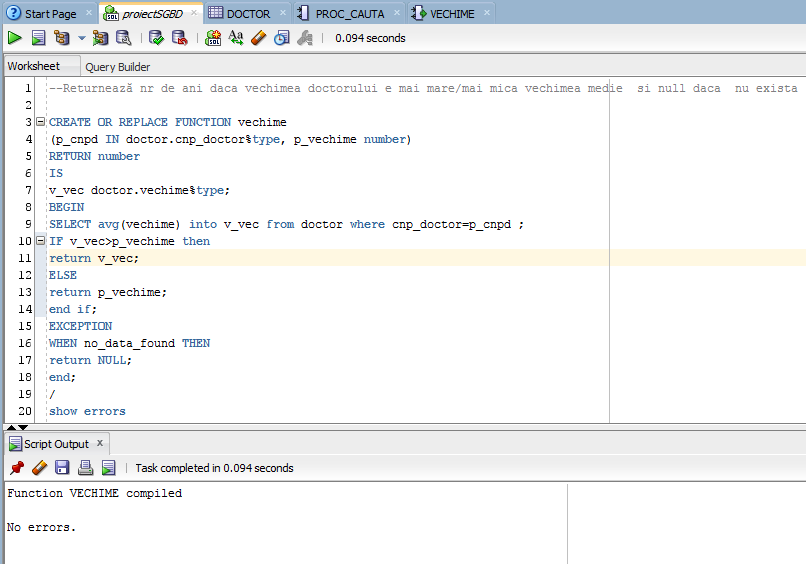 Start Page
proiectSGBD
DOCTOR
PROC_CAUTA
VECHIME
0.094 seconds
Worksheet
Query Builder
1 --Returnează nr de ani daca vechimea doctorului e mai mare/mai mica vechimea medie si null daca nu exista
2
3 CREATE OR REPLACE FUNCTION vechime
4 (p_cnpd IN doctor.cnp_doctor%type, p_vechime number)
5 RETURN number
6 IS
7 v_vec doctor.vechime%type;
8 BEGIN
9 SELECT avg(vechime) into v_vec from doctor where cnp_doctor=p_cnpd ;
10 IF v_vec>p_vechime then
11 return v_vec;
12 ELSE
13 return p_vechime;
14 end if;
15 EXCEPTION
16 WHEN no_data_found THEN
17 return NULL;
18 end;
19 /
20 show errors
Script Output
Task completed in 0.094 seconds
Function VECHIME compiled
No errors.